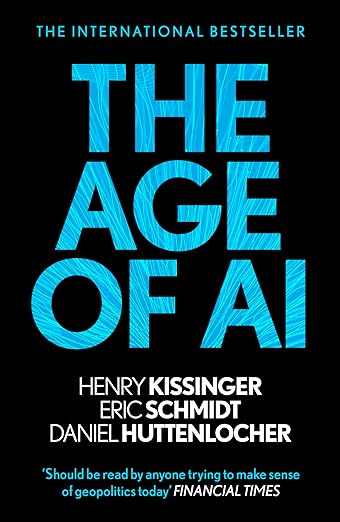 THE INTERNATIONAL BESTSELLER
THE
AGE
OF AI
HENRY KISSINGER
ERIC SCHMIDT
DANIEL HUTTENLOCHER
‘Should be read by anyone trying to make sense
of geopolitics today’ FINANCIAL TIMES